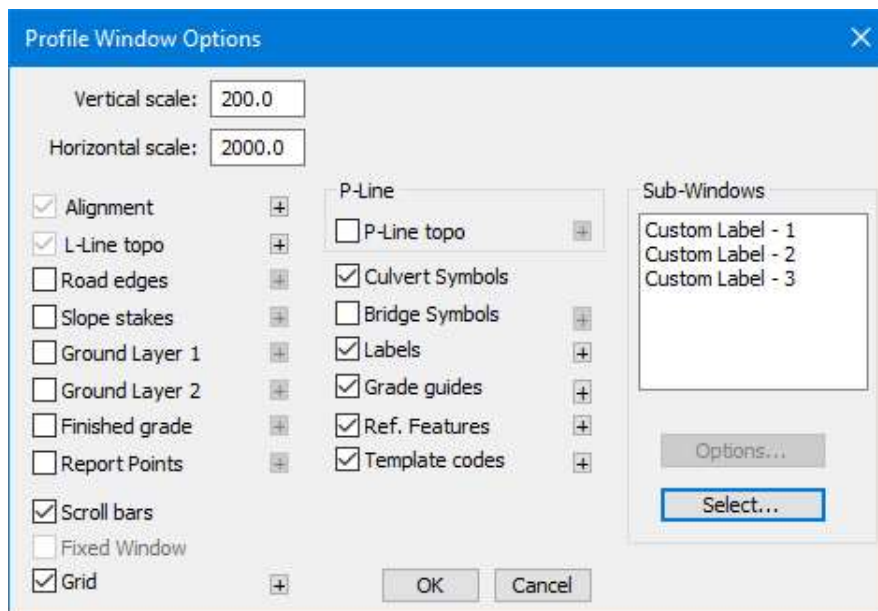 Profile Window Options
Vertical scale: 200.0
Horizontal scale: 2000.0
Alignment +
L-Line topo +
Road edges +
Slope stakes +
Ground Layer 1 +
Ground Layer 2 +
Finished grade +
Report Points +
Scroll bars
Fixed Window
Grid +
P-Line
P-Line topo +
Culvert Symbols
Bridge Symbols +
Labels +
Grade guides +
Ref. Features +
Template codes +
Sub-Windows
Custom Label - 1
Custom Label - 2
Custom Label - 3
Options...
Select...
OK Cancel